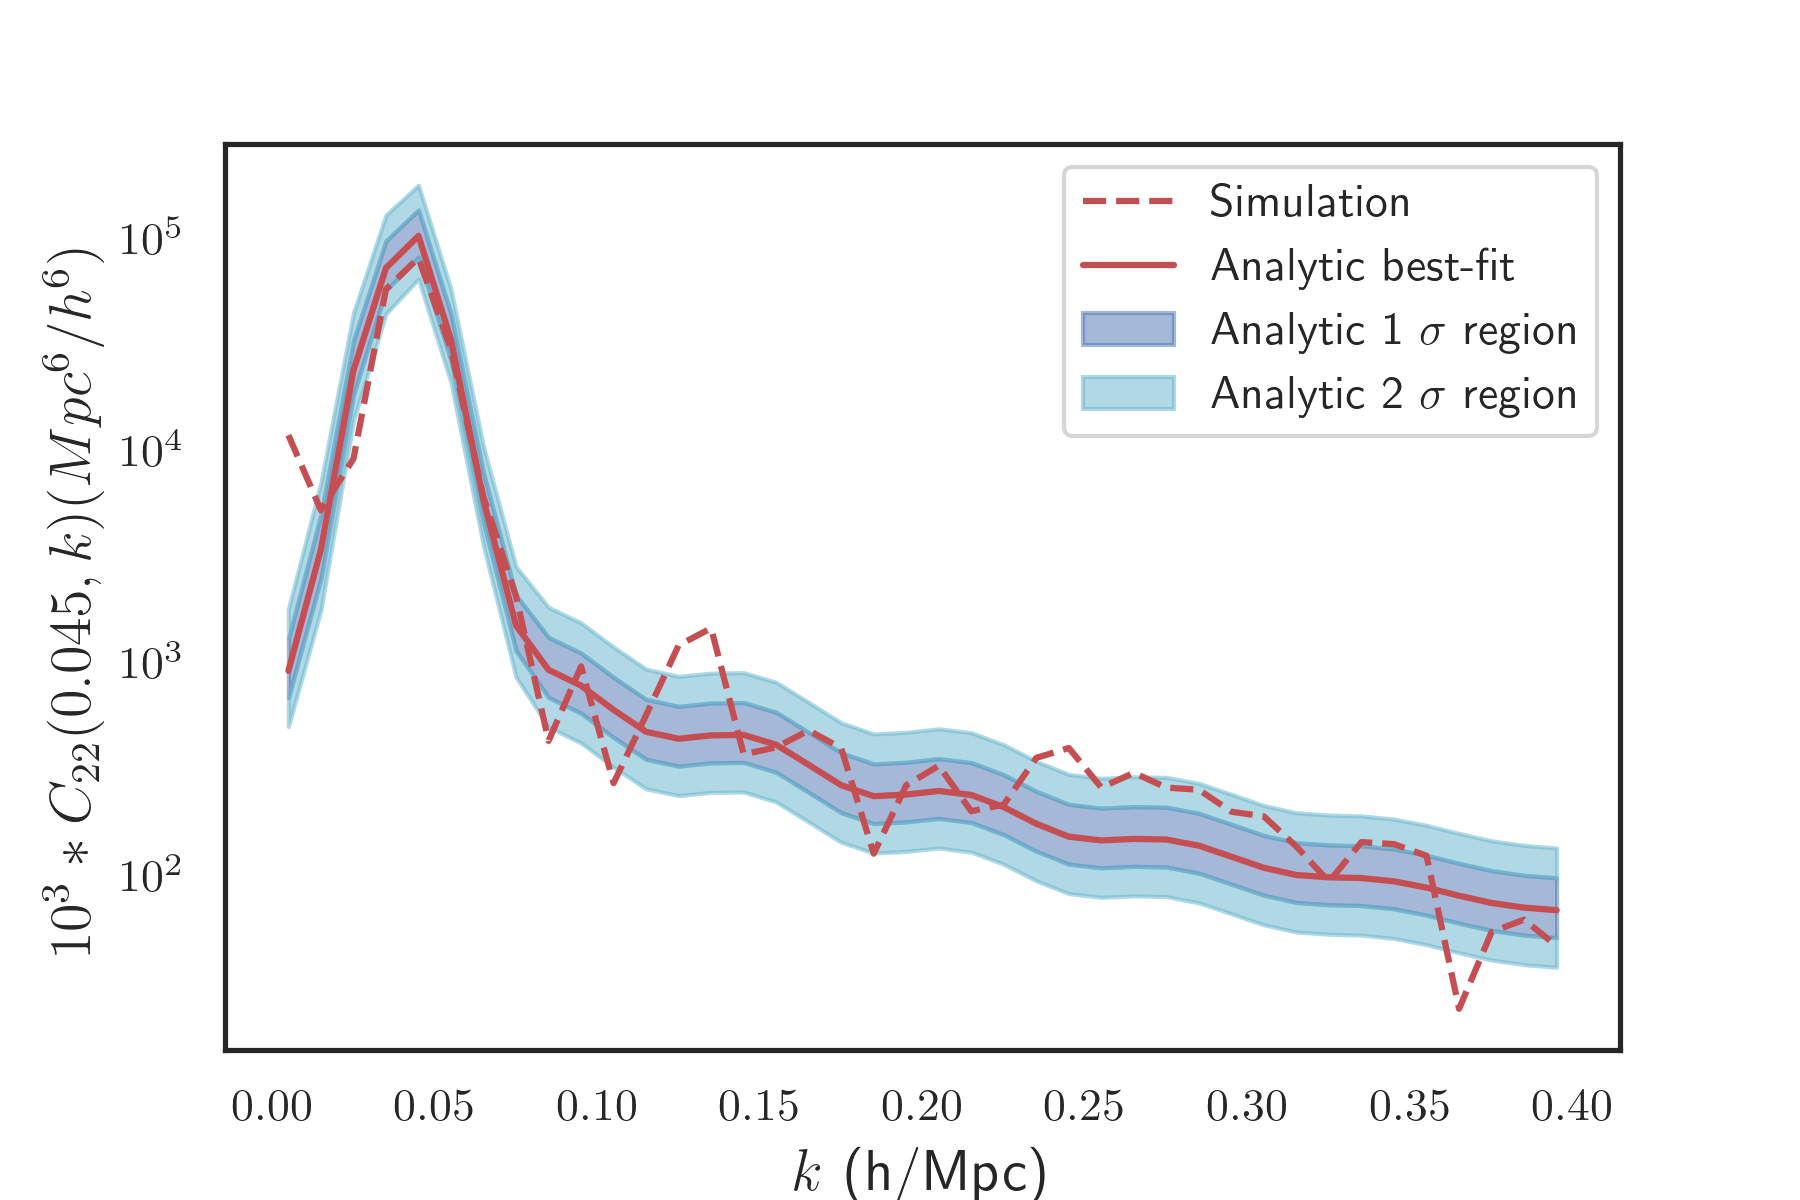 Simulation
Analytic best-fit
Analytic 1 σ region
Analytic 2 σ region
10^3 * C_22(0.045, k)(Mpc^6/h^6)
10^5
10^4
10^3
10^2
0.00 0.05 0.10 0.15 0.20 0.25 0.30 0.35 0.40
k (h/Mpc)